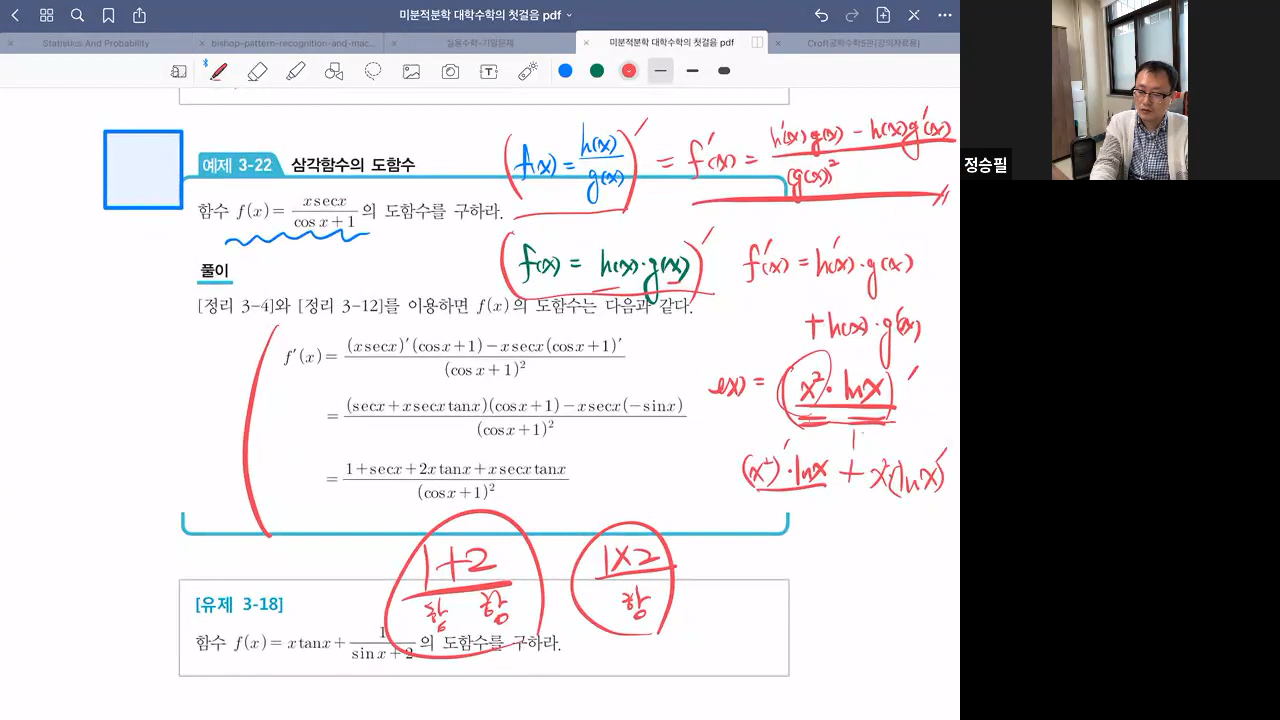 미분적분학 대학수학의 첫걸음 pdf
Statistics And Probability
bishop-pattern-recognition-and-mac...
실용수학-기말문제
미분적분학 대학수학의 첫걸음 pdf
Croft공학수학5판(강의자료용)
정승필
예제 3-22 삼각함수의 도함수
(f(x) = h(x)/g(x))′ = f′(x) = (h′(x)g(x) - h(x)g′(x))/(g(x))²
함수 f(x) = (x sec x)/(cos x + 1) 의 도함수를 구하라.
(f(x) = h(x)·g(x))′ f′(x) = h′(x)·g(x)
+ h(x)·g′(x)
풀이
[정리 3-4]와 [정리 3-12]를 이용하면 f(x)의 도함수는 다음과 같다.
f′(x) = ((x sec x)′(cos x + 1) - x sec x(cos x + 1)′)/(cos x + 1)²
= ((sec x + x sec x tan x)(cos x + 1) - x sec x(-sin x))/(cos x + 1)²
= (1 + sec x + 2x tan x + x sec x tan x)/(cos x + 1)²
ex) = (x²·ln x)′
(x²)′·ln x + x²·(ln x)′
1+2
항 항
1×2
항
[유제 3-18]
함수 f(x) = x tan x + 1/(sin x + 2) 의 도함수를 구하라.